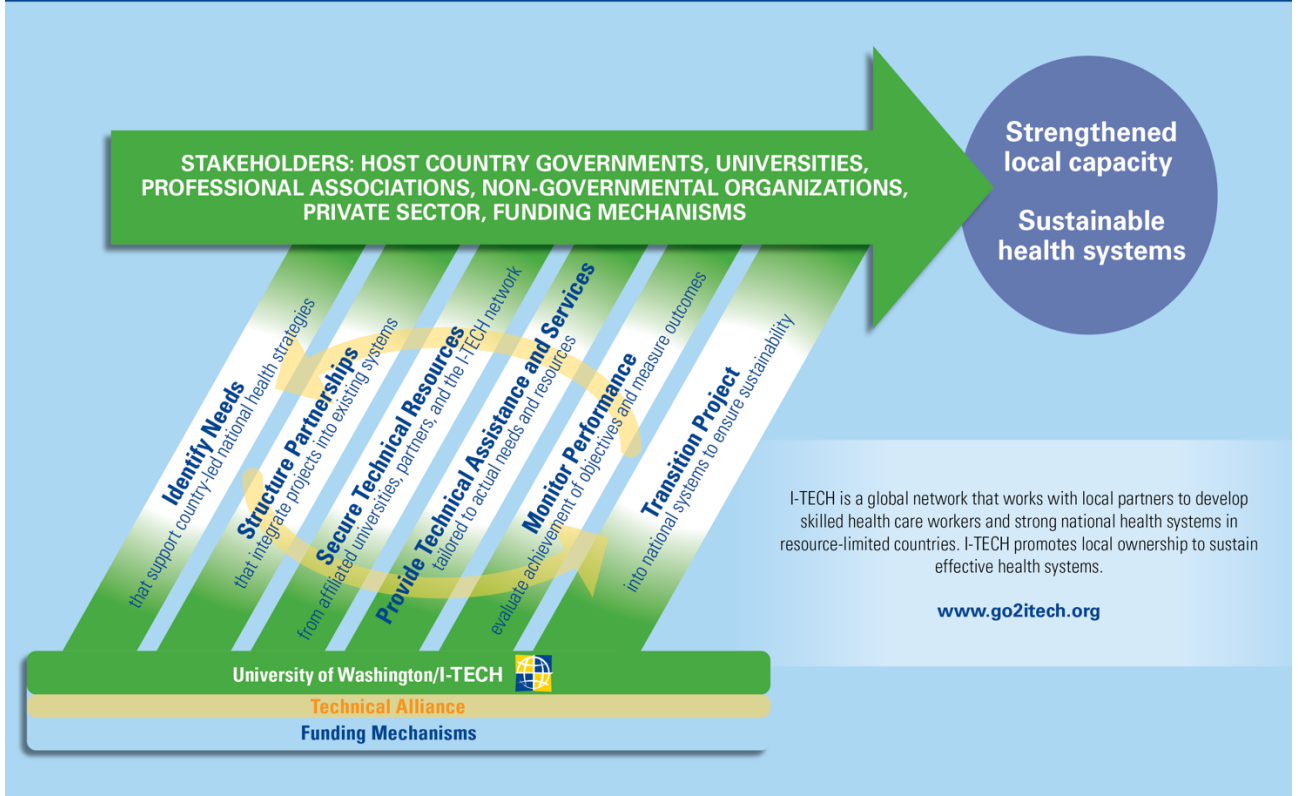 STAKEHOLDERS: HOST COUNTRY GOVERNMENTS, UNIVERSITIES,
PROFESSIONAL ASSOCIATIONS, NON-GOVERNMENTAL ORGANIZATIONS,
PRIVATE SECTOR, FUNDING MECHANISMS
Strengthened
local capacity
Sustainable
health systems
Identify Needs
that support country-led national health strategies
Structure Partnerships
that integrate projects into existing systems
Secure Technical Resources
from affiliated universities, partners, and the I-TECH network
Provide Technical Assistance and Services
tailored to actual needs and resources
Monitor Performance
evaluate achievement of objectives and measure outcomes
Transition Project
into national systems to ensure sustainability
I-TECH is a global network that works with local partners to develop
skilled health care workers and strong national health systems in
resource-limited countries. I-TECH promotes local ownership to sustain
effective health systems.
www.go2itech.org
University of Washington/I-TECH
Technical Alliance
Funding Mechanisms